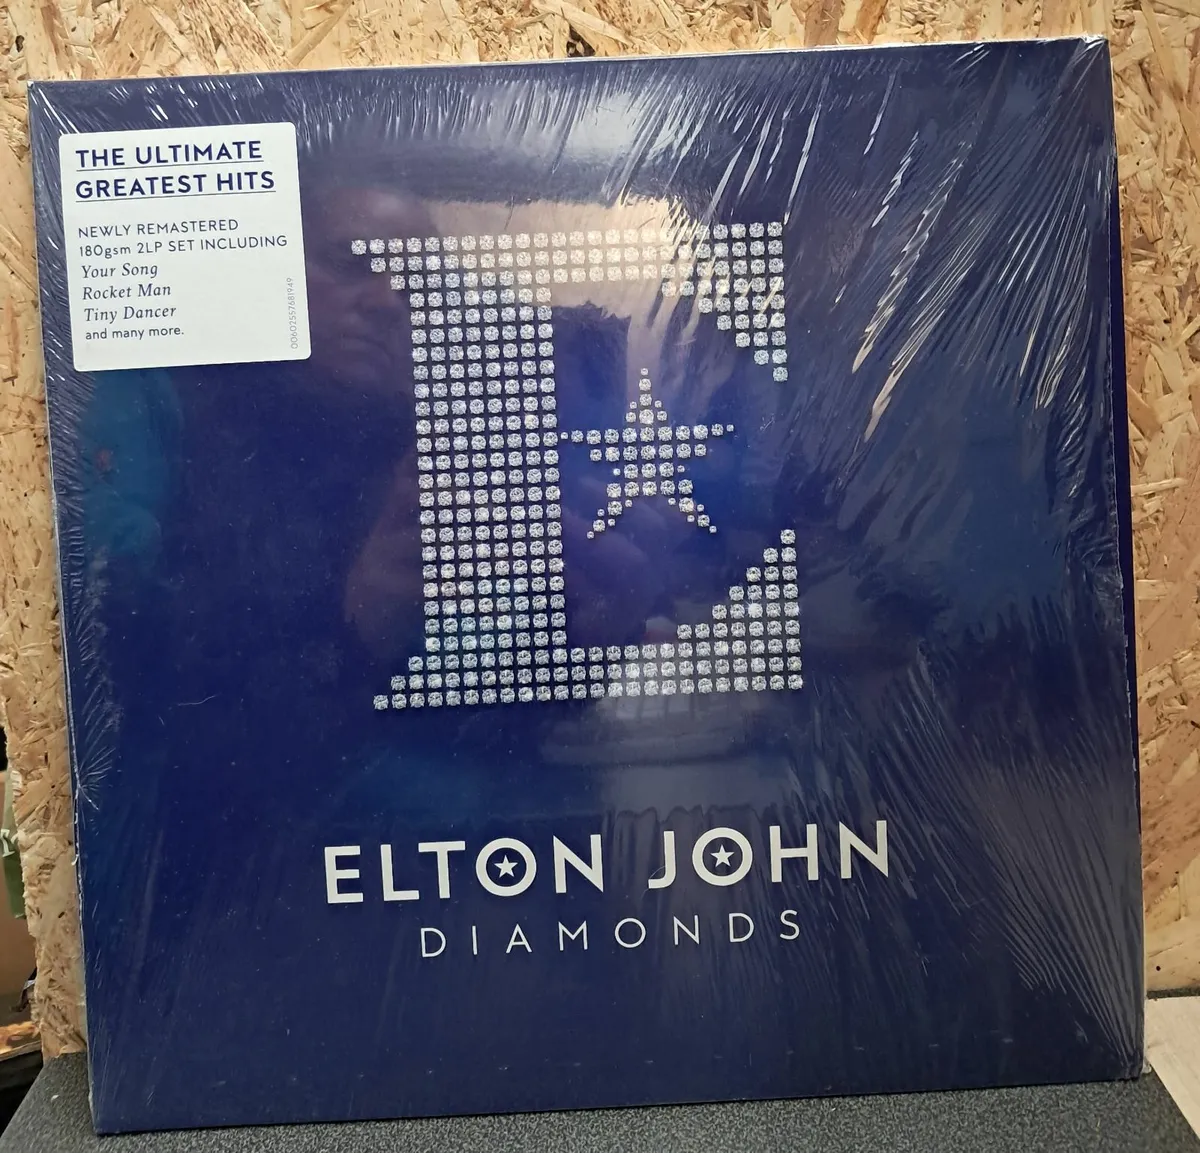 THE ULTIMATE
GREATEST HITS
NEWLY REMASTERED
180gsm 2LP SET INCLUDING
Your Song
Rocket Man
Tiny Dancer
and many more.
00602557681949
E
ELTON JOHN
DIAMONDS